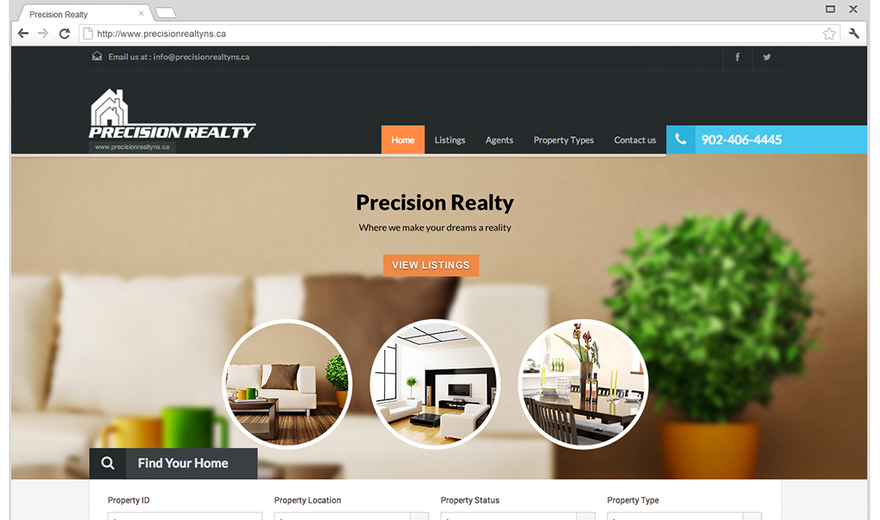 Precision Realty
http://www.precisionrealtyns.ca
Email us at : info@precisionrealtyns.ca
PRECISION REALTY
www.precisionrealtyns.ca
Home Listings Agents Property Types Contact us 902-406-4445
Precision Realty
Where we make your dreams a reality
VIEW LISTINGS
Find Your Home
Property ID Property Location Property Status Property Type